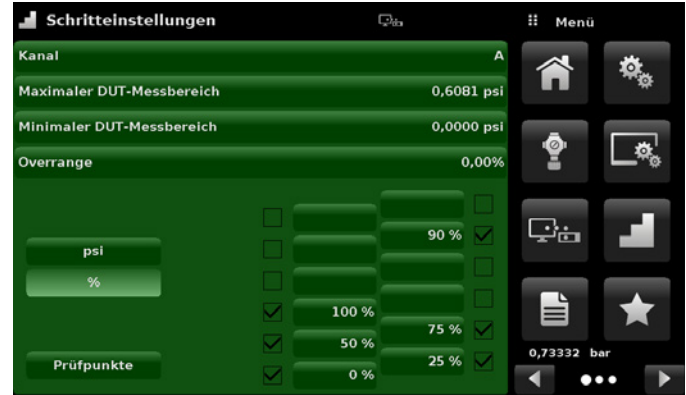 Schritteinstellungen
Menü
Kanal A
Maximaler DUT-Messbereich 0,6081 psi
Minimaler DUT-Messbereich 0,0000 psi
Overrange 0,00%
90 %
psi
%
100 %
75 %
50 %
25 %
Prüfpunkte
0 %
0,73332 bar